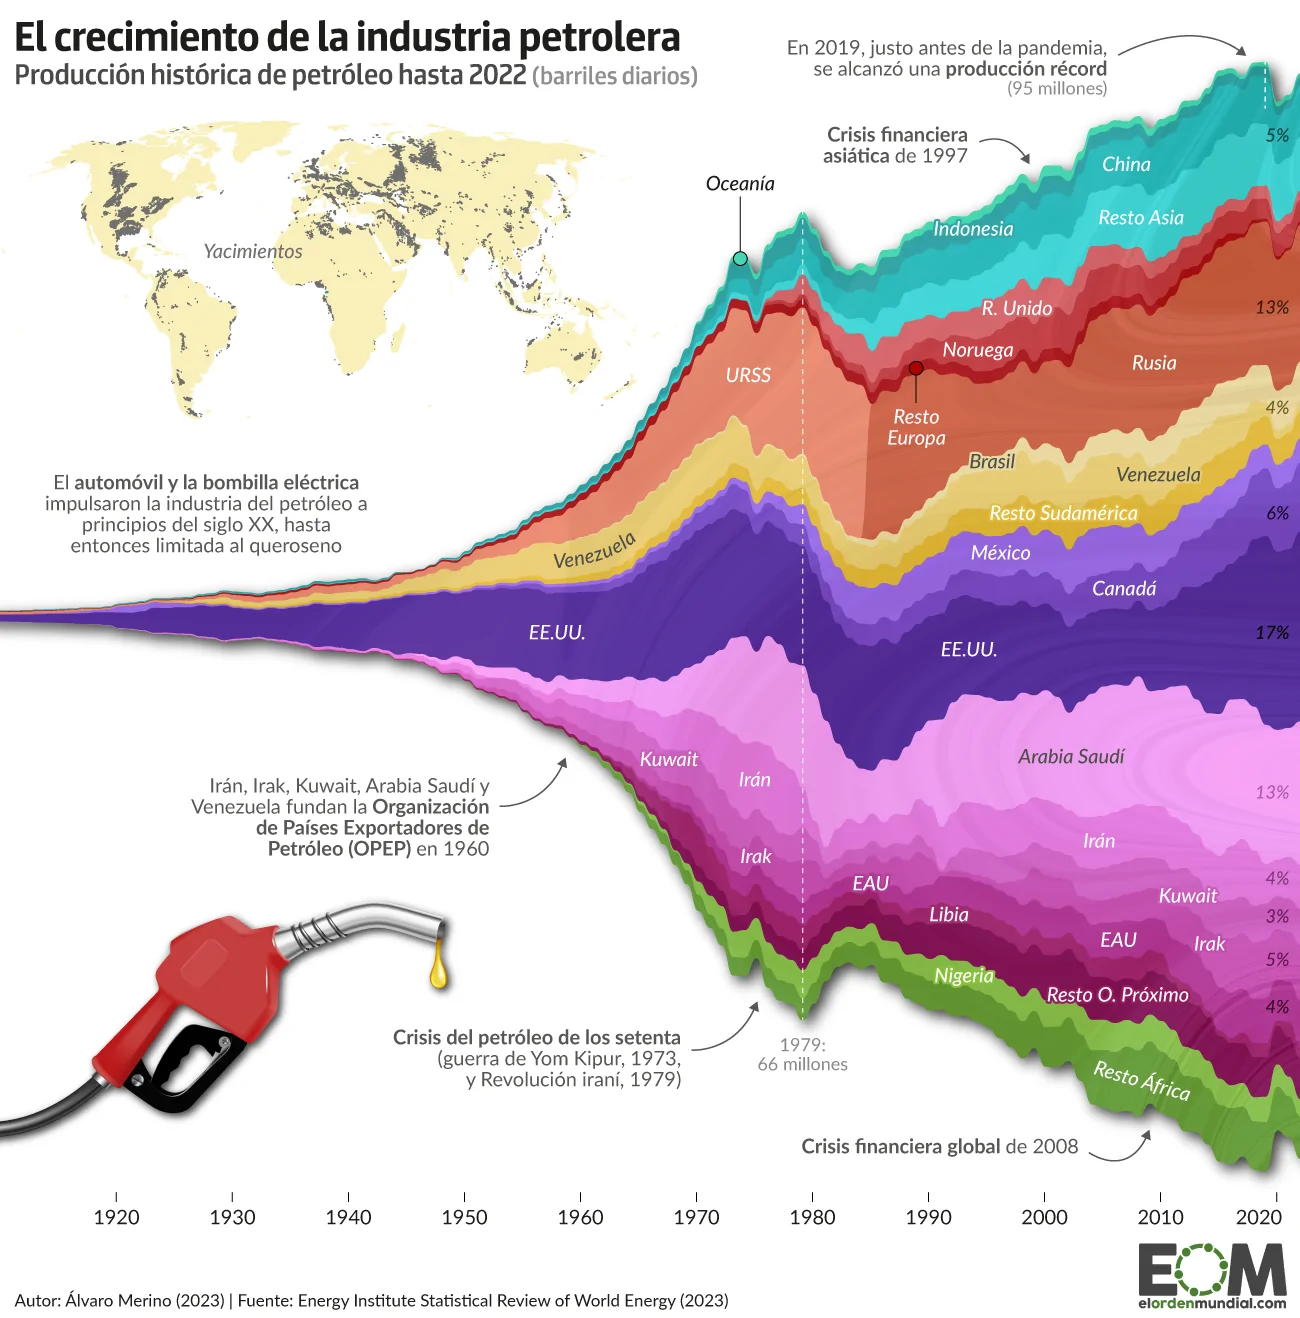 El crecimiento de la industria petrolera
Producción histórica de petróleo hasta 2022 (barriles diarios)
En 2019, justo antes de la pandemia,
se alcanzó una producción récord
(95 millones)
Crisis financiera
asiática de 1997
Oceanía
Yacimientos
China
5%
Indonesia
Resto Asia
R. Unido
13%
Noruega
Rusia
URSS
Resto
Europa
4%
Brasil
Venezuela
El automóvil y la bombilla eléctrica
impulsaron la industria del petróleo a
principios del siglo XX, hasta
entonces limitada al queroseno
Resto Sudamérica
6%
Venezuela
México
Canadá
EE.UU.
17%
EE.UU.
Kuwait
Irán
Arabia Saudí
13%
Irán, Irak, Kuwait, Arabia Saudí y
Venezuela fundan la Organización
de Países Exportadores de
Petróleo (OPEP) en 1960
Irán
Irak
4%
EAU
Kuwait
Libia
3%
EAU
Irak
5%
Nigeria
Resto O. Próximo
4%
Crisis del petróleo de los setenta
(guerra de Yom Kipur, 1973,
y Revolución iraní, 1979)
1979:
66 millones
Resto África
Crisis financiera global de 2008
1920
1930
1940
1950
1960
1970
1980
1990
2000
2010
2020
EOM
elordenmundial.com
Autor: Álvaro Merino (2023) | Fuente: Energy Institute Statistical Review of World Energy (2023)